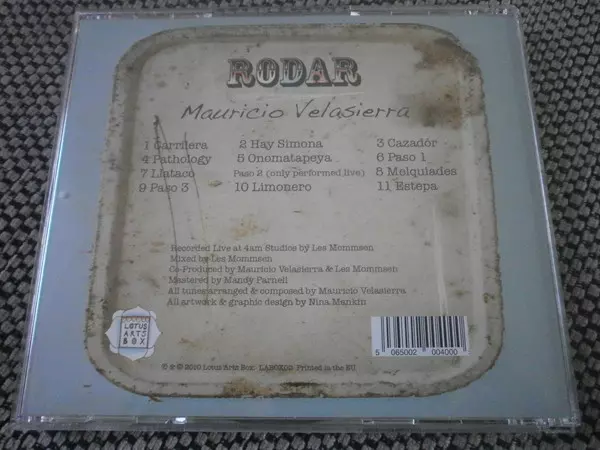 RODAR
Mauricio Velasierra
1 Carrilera 2 Hay Simona 3 Cazadór
4 Pathology 5 Onomatapeya 6 Paso 1
7 Llataco Paso 2 (only performed live) 8 Melquiades
9 Paso 3 10 Limonero 11 Estepa
Recorded Live at 4am Studios by Les Mommsen
Mixed by Les Mommsen
Co-Produced by Mauricio Velasierra & Les Mommsen
Mastered by Mandy Parnell
All tunes arranged & composed by Mauricio Velasierra
All artwork & graphic design by Nina Mankin
LOTUS
ARTS
BOX
5 065002 004000
2010 Lotus Arts Box. Printed in the EU